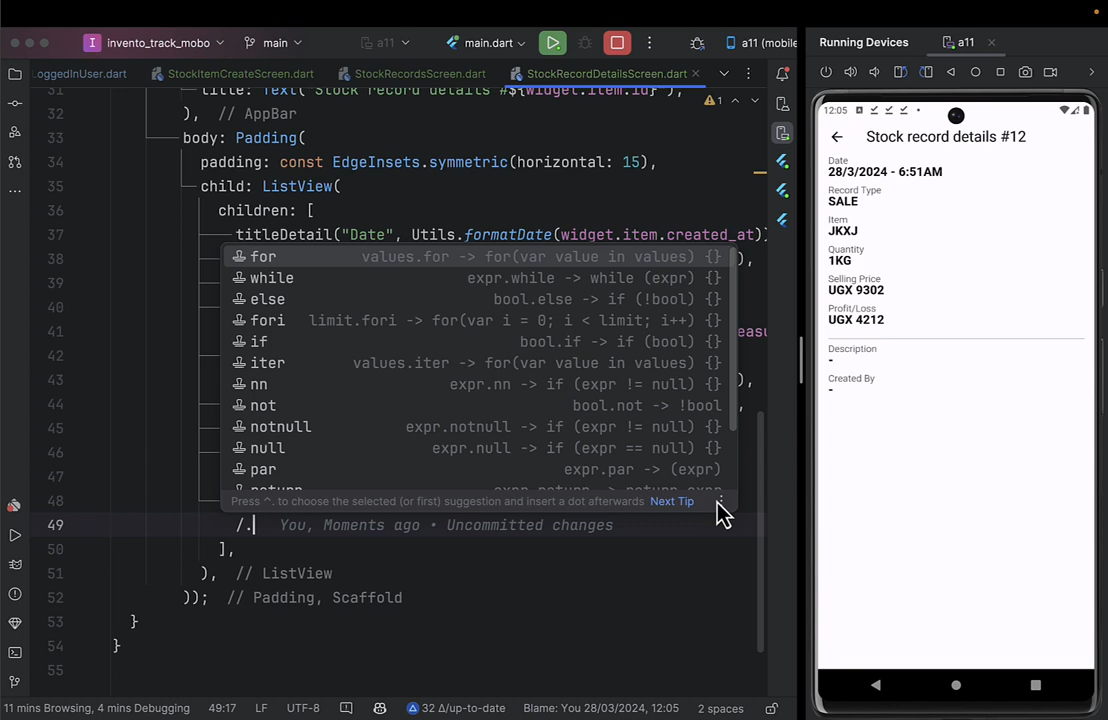 invento_track_mobo
main
a11
main.dart
a11 (mobile
Running Devices
a11
LoggedInUser.dart
StockItemCreateScreen.dart
StockRecordsScreen.dart
StockRecordDetailsScreen.dart
31 title: Text("Stock record details #${widget.item.id}"),
1
32 ), // AppBar
33 body: Padding(
34 padding: const EdgeInsets.symmetric(horizontal: 15),
35 child: ListView(
36 children: [
37 titleDetail("Date", Utils.formatDate(widget.item.created_at))
38 ),
39
40
41 easu
42
43 ),
44 ,
45
46
47
48
for values.for -> for(var value in values) {}
while expr.while -> while (expr) {}
else bool.else -> if (!bool) {}
fori limit.fori -> for(var i = 0; i < limit; i++) {}
if bool.if -> if (bool) {}
iter values.iter -> for(var value in values) {}
nn expr.nn -> if (expr != null) {}
not bool.not -> !bool
notnull expr.notnull -> if (expr != null) {}
null expr.null -> if (expr == null) {}
par expr.par -> (expr)
return expr.return -> return expr
Press ^. to choose the selected (or first) suggestion and insert a dot afterwards Next Tip
49 /. You, Moments ago • Uncommitted changes
50 ],
51 ), // ListView
52 )); // Padding, Scaffold
53 }
54 }
55
11 mins Browsing, 4 mins Debugging
49:17
LF
UTF-8
32 Δ/up-to-date
Blame: You 28/03/2024, 12:05
2 spaces
12:05
Stock record details #12
Date
28/3/2024 - 6:51AM
Record Type
SALE
Item
JKXJ
Quantity
1KG
Selling Price
UGX 9302
Profit/Loss
UGX 4212
Description
-
Created By
-